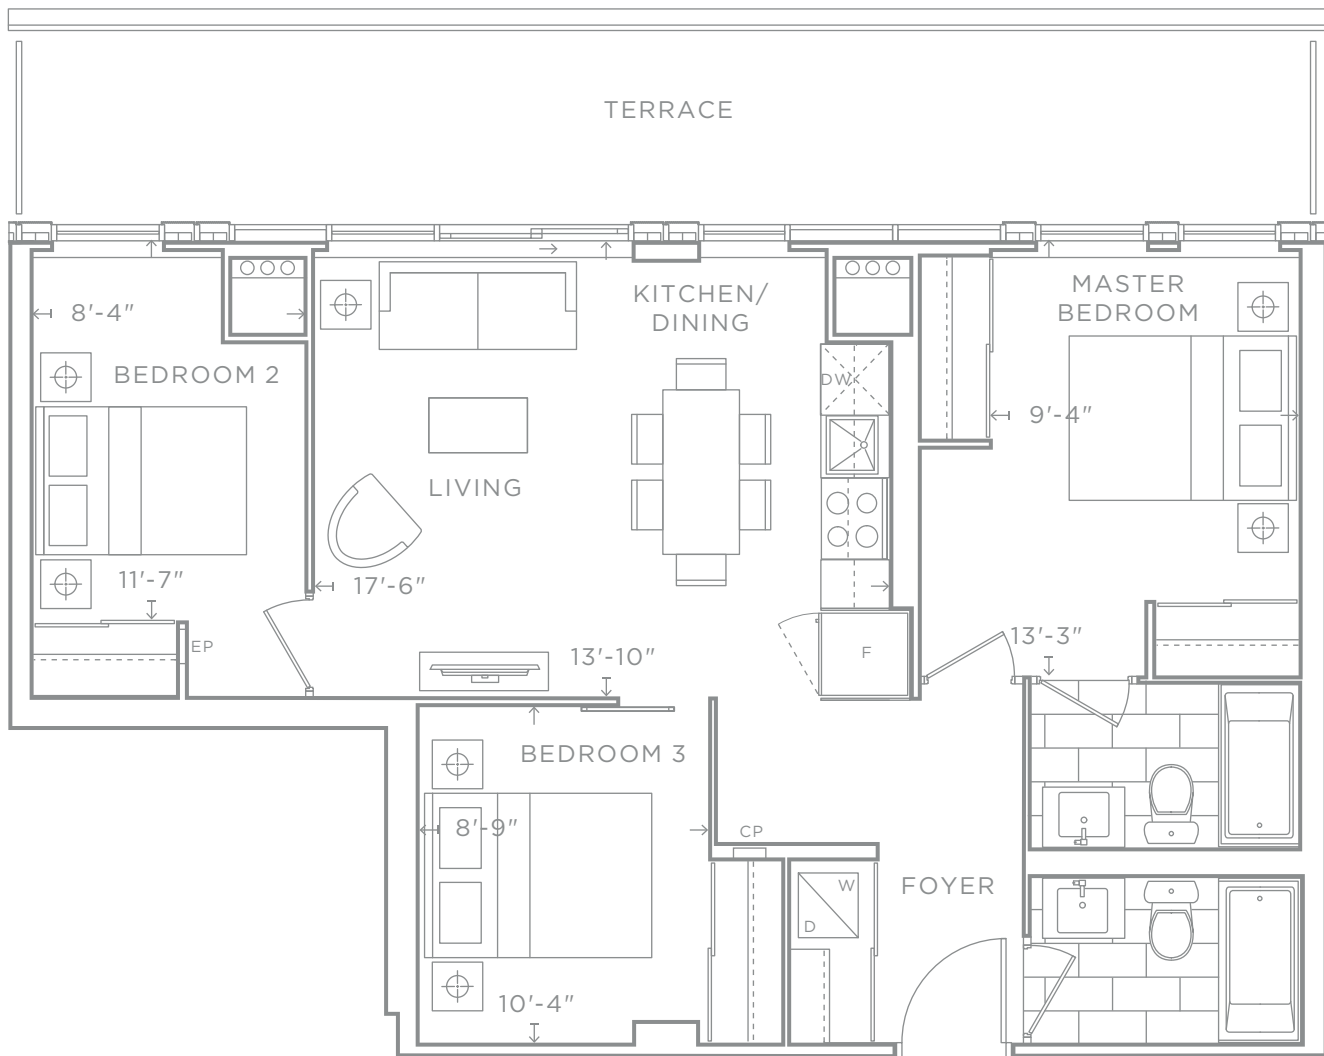 TERRACE
8'-4"
BEDROOM 2
KITCHEN/
DINING
MASTER
BEDROOM
DW
9'-4"
LIVING
11'-7"
17'-6"
EP
13'-10"
F
13'-3"
BEDROOM 3
8'-9"
CP
W
D
FOYER
10'-4"